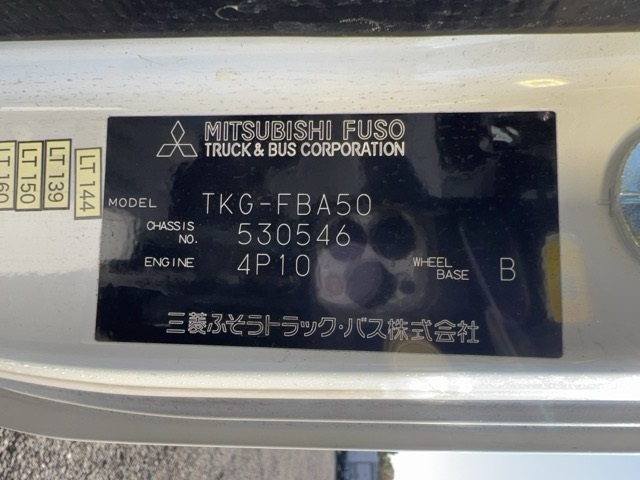 MITSUBISHI FUSO
TRUCK & BUS CORPORATION
MODEL TKG-FBA50
CHASSIS NO. 530546
ENGINE 4P10 WHEEL BASE B
三菱ふそうトラック・バス株式会社
LT 160
LT 150
LT 139
LT 144